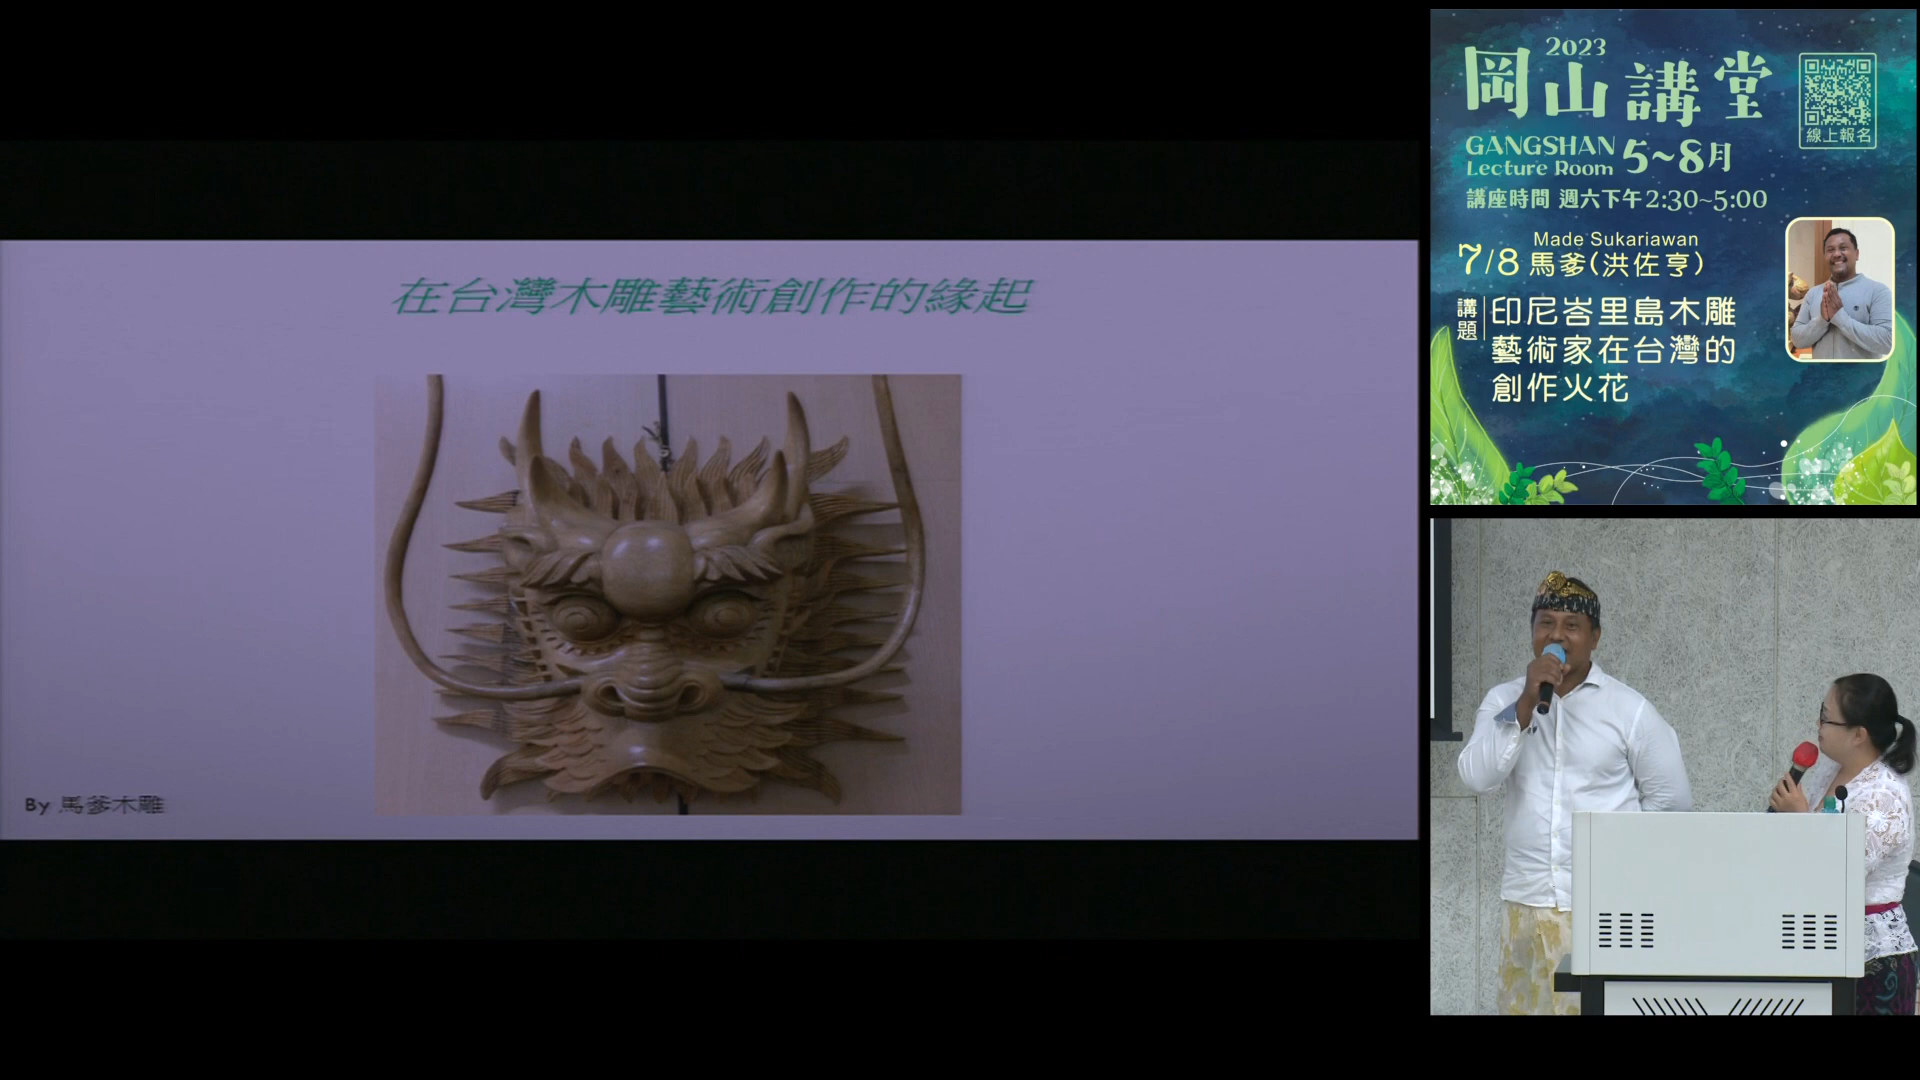 在台灣木雕藝術創作的緣起
By 馬爹木雕
2023
岡山講堂
線上報名
GANGSHAN
Lecture Room
5~8月
講座時間 週六下午2:30~5:00
Made Sukariawan
7/8 馬爹(洪佐亨)
講題
印尼峇里島木雕
藝術家在台灣的
創作火花